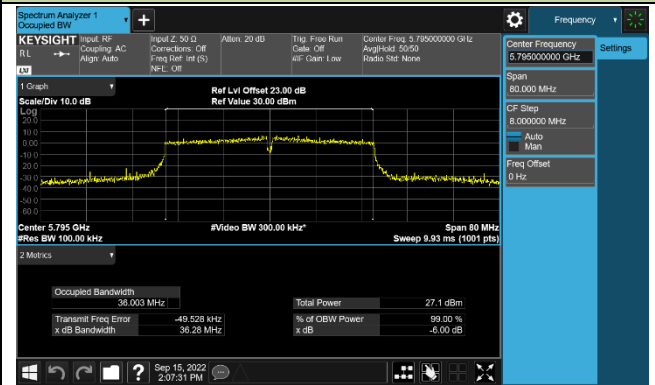 Spectrum Analyzer 1
Occupied BW
+
Frequency
KEYSIGHT
RL
LXI
Input: RF
Coupling: AC
Align: Auto
Input Z: 50 Ω
Corrections: Off
Freq Ref: Int (S)
NFE: Off
Atten: 20 dB
Trig: Free Run
Gate: Off
#IF Gain: Low
Center Freq: 5.795000000 GHz
Avg|Hold: 50/50
Radio Std: None
Center Frequency
5.795000000 GHz
Settings
Span
80.000 MHz
CF Step
8.000000 MHz
Auto
Man
Freq Offset
0 Hz
1 Graph
Scale/Div 10.0 dB
Ref Lvl Offset 23.00 dB
Ref Value 30.00 dBm
Log
20.0
10.0
0.00
-10.0
-20.0
-30.0
-40.0
-50.0
-60.0
Center 5.795 GHz
#Video BW 300.00 kHz*
Span 80 MHz
#Res BW 100.00 kHz
Sweep 9.93 ms (1001 pts)
2 Metrics
Occupied Bandwidth
36.003 MHz
Total Power
27.1 dBm
Transmit Freq Error
-49.528 kHz
% of OBW Power
99.00 %
x dB Bandwidth
36.28 MHz
x dB
-6.00 dB
?
Sep 15, 2022
2:07:31 PM